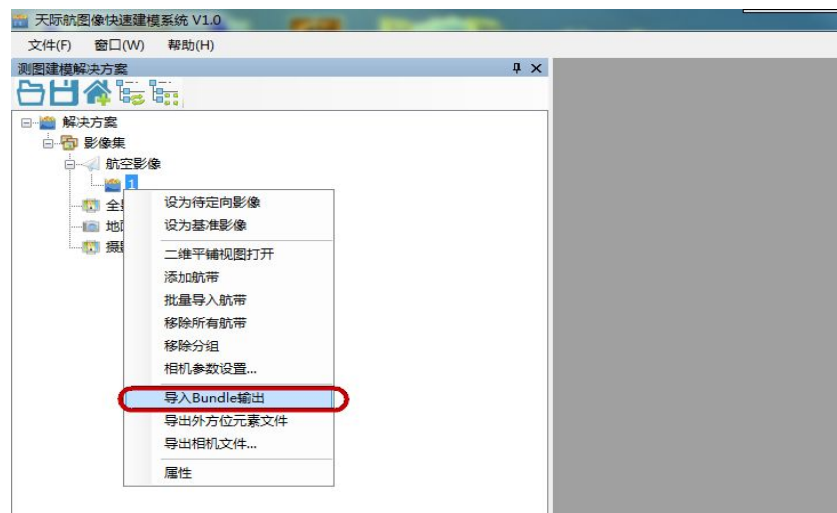 天际航图像快速建模系统 V1.0
文件(F) 窗口(W) 帮助(H)
测图建模解决方案
解决方案
影像集
航空影像
1
全
地
摄
设为待定向影像
设为基准影像
二维平铺视图打开
添加航带
批量导入航带
移除所有航带
移除分组
相机参数设置...
导入Bundle输出
导出外方位元素文件
导出相机文件...
属性